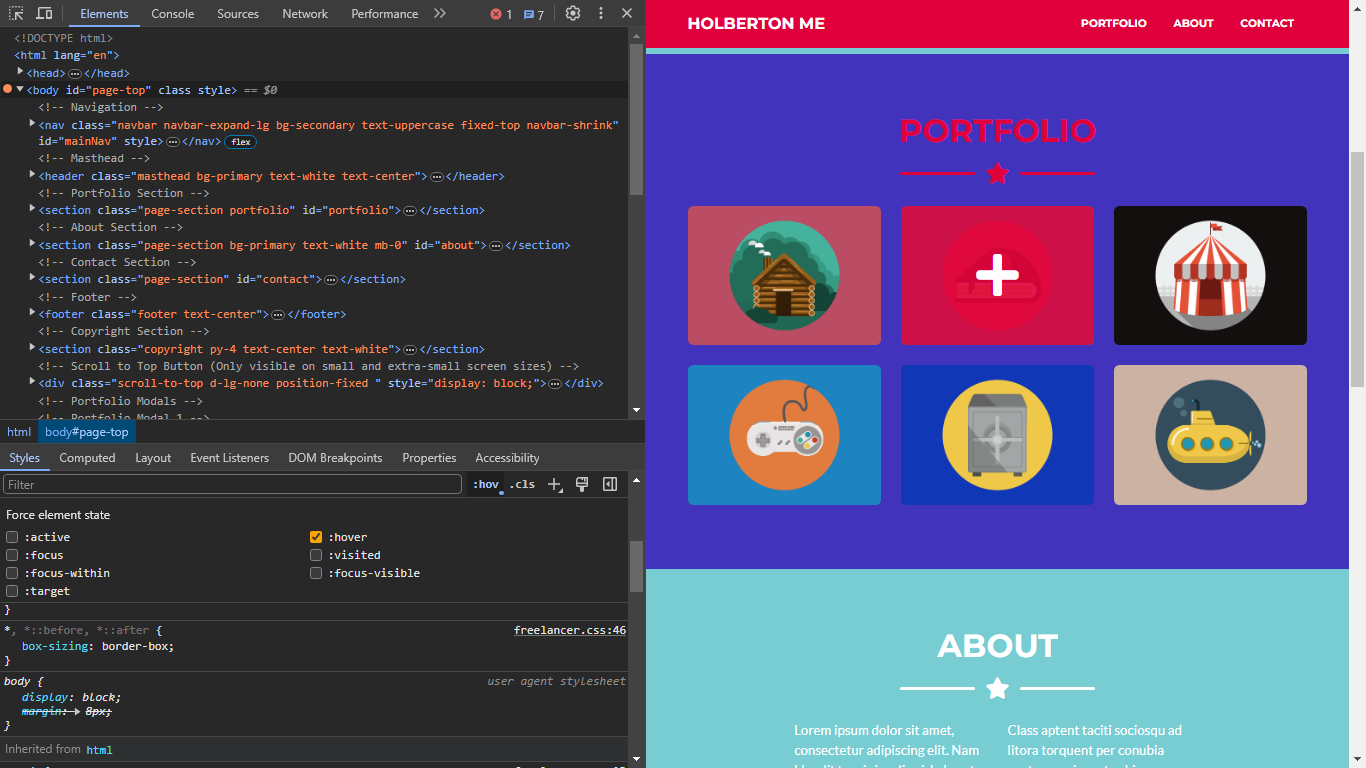 Elements Console Sources Network Performance 1 7
<!DOCTYPE html>
<html lang="en">
<head>…</head>
<body id="page-top" class style> == $0
<!-- Navigation -->
<nav class="navbar navbar-expand-lg bg-secondary text-uppercase fixed-top navbar-shrink"
id="mainNav" style>…</nav> flex
<!-- Masthead -->
<header class="masthead bg-primary text-white text-center">…</header>
<!-- Portfolio Section -->
<section class="page-section portfolio" id="portfolio">…</section>
<!-- About Section -->
<section class="page-section bg-primary text-white mb-0" id="about">…</section>
<!-- Contact Section -->
<section class="page-section" id="contact">…</section>
<!-- Footer -->
<footer class="footer text-center">…</footer>
<!-- Copyright Section -->
<section class="copyright py-4 text-center text-white">…</section>
<!-- Scroll to Top Button (Only visible on small and extra-small screen sizes) -->
<div class="scroll-to-top d-lg-none position-fixed " style="display: block;">…</div>
<!-- Portfolio Modals -->
<!-- Portfolio Modal 1 -->
html body#page-top
Styles Computed Layout Event Listeners DOM Breakpoints Properties Accessibility
Filter :hov .cls
Force element state
:active :hover
:focus :visited
:focus-within :focus-visible
:target
}
*, *::before, *::after { freelancer.css:46
box-sizing: border-box;
}
body { user agent stylesheet
display: block;
margin: 8px;
}
Inherited from html
HOLBERTON ME PORTFOLIO ABOUT CONTACT
PORTFOLIO
ABOUT
Lorem ipsum dolor sit amet,
consectetur adipiscing elit. Nam
Class aptent taciti sociosqu ad
litora torquent per conubia